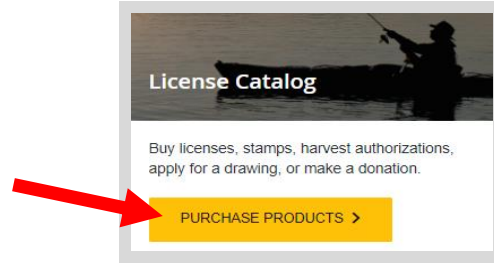 License Catalog
Buy licenses, stamps, harvest authorizations,
apply for a drawing, or make a donation.
PURCHASE PRODUCTS >